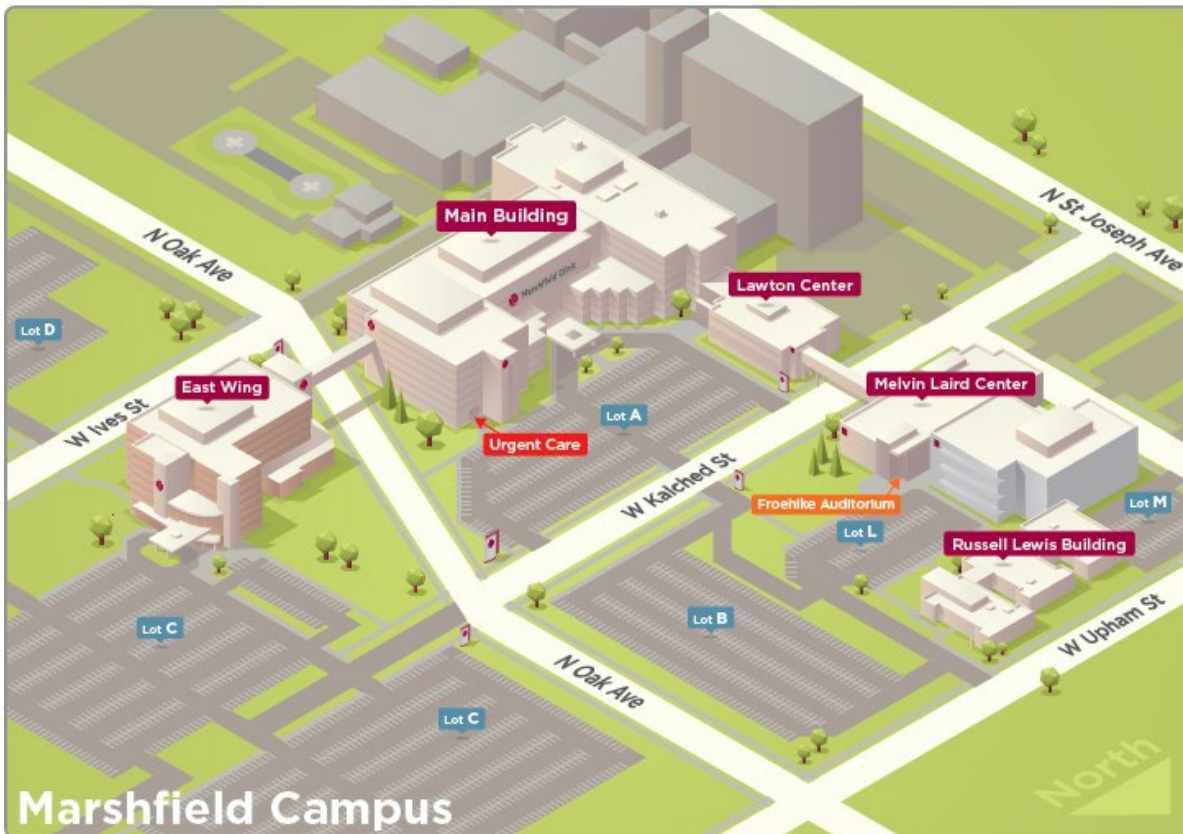 N St Joseph Ave
Main Building
N Oak Ave
Marshfield Clinic
Lawton Center
Lot D
East Wing
Melvin Laird Center
W Ives St
Lot A
Urgent Care
W Kalched St
Froehlke Auditorium
Lot M
Lot L
Russell Lewis Building
Lot C
Lot B
W Upham St
N Oak Ave
Lot C
North
Marshfield Campus